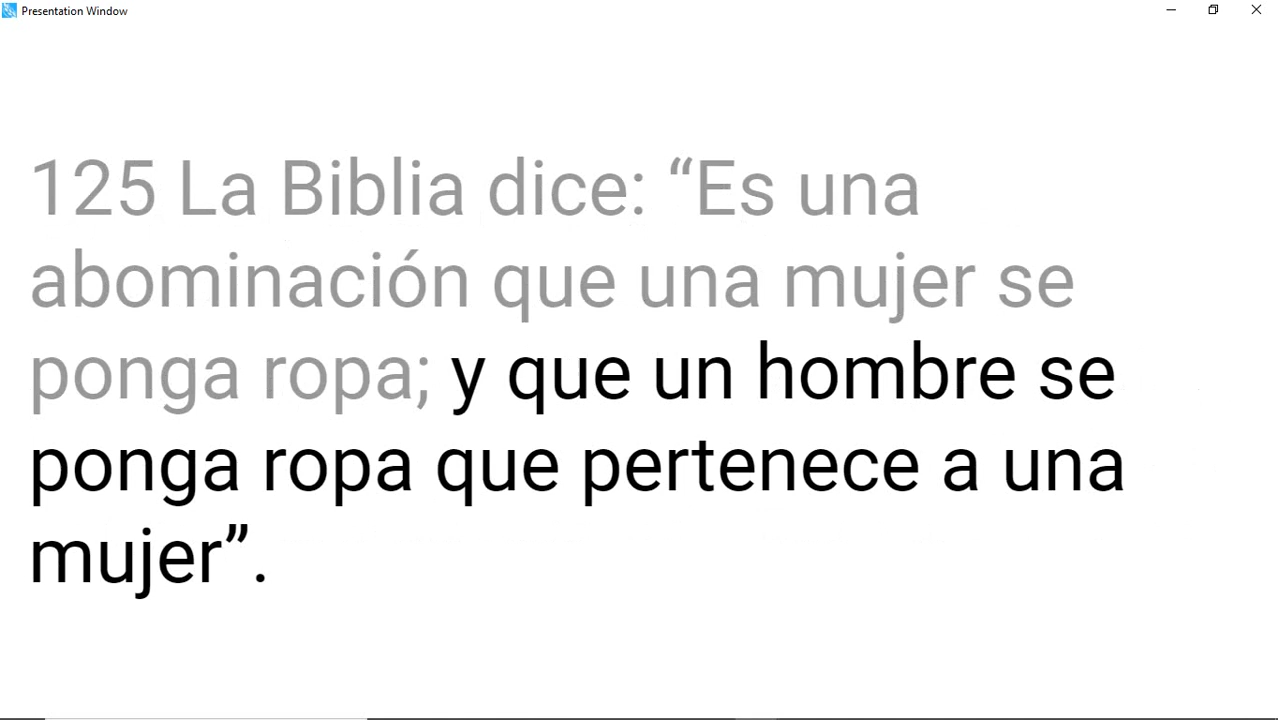 Presentation Window
125 La Biblia dice: “Es una
abominación que una mujer se
ponga ropa; y que un hombre se
ponga ropa que pertenece a una
mujer”.